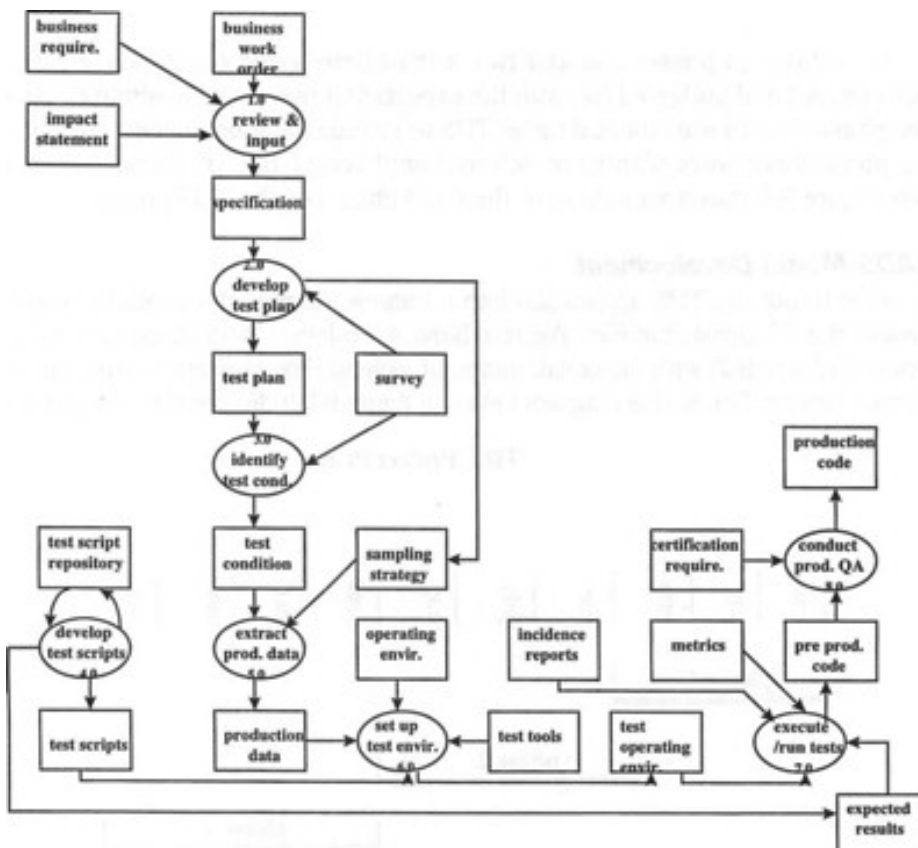 business
require.
business
work
order
impact
statement
1.0
review &
input
specification
2.0
develop
test plan
test plan
survey
3.0
identify
test cond.
production
code
test script
repository
test
condition
sampling
strategy
certification
require.
conduct
prod. QA
8.0
develop
test scripts
4.0
extract
prod. data
5.0
operating
envir.
incidence
reports
metrics
pre prod.
code
test scripts
production
data
set up
test envir.
6.0
test tools
test
operating
envir.
execute
/run tests
7.0
expected
results